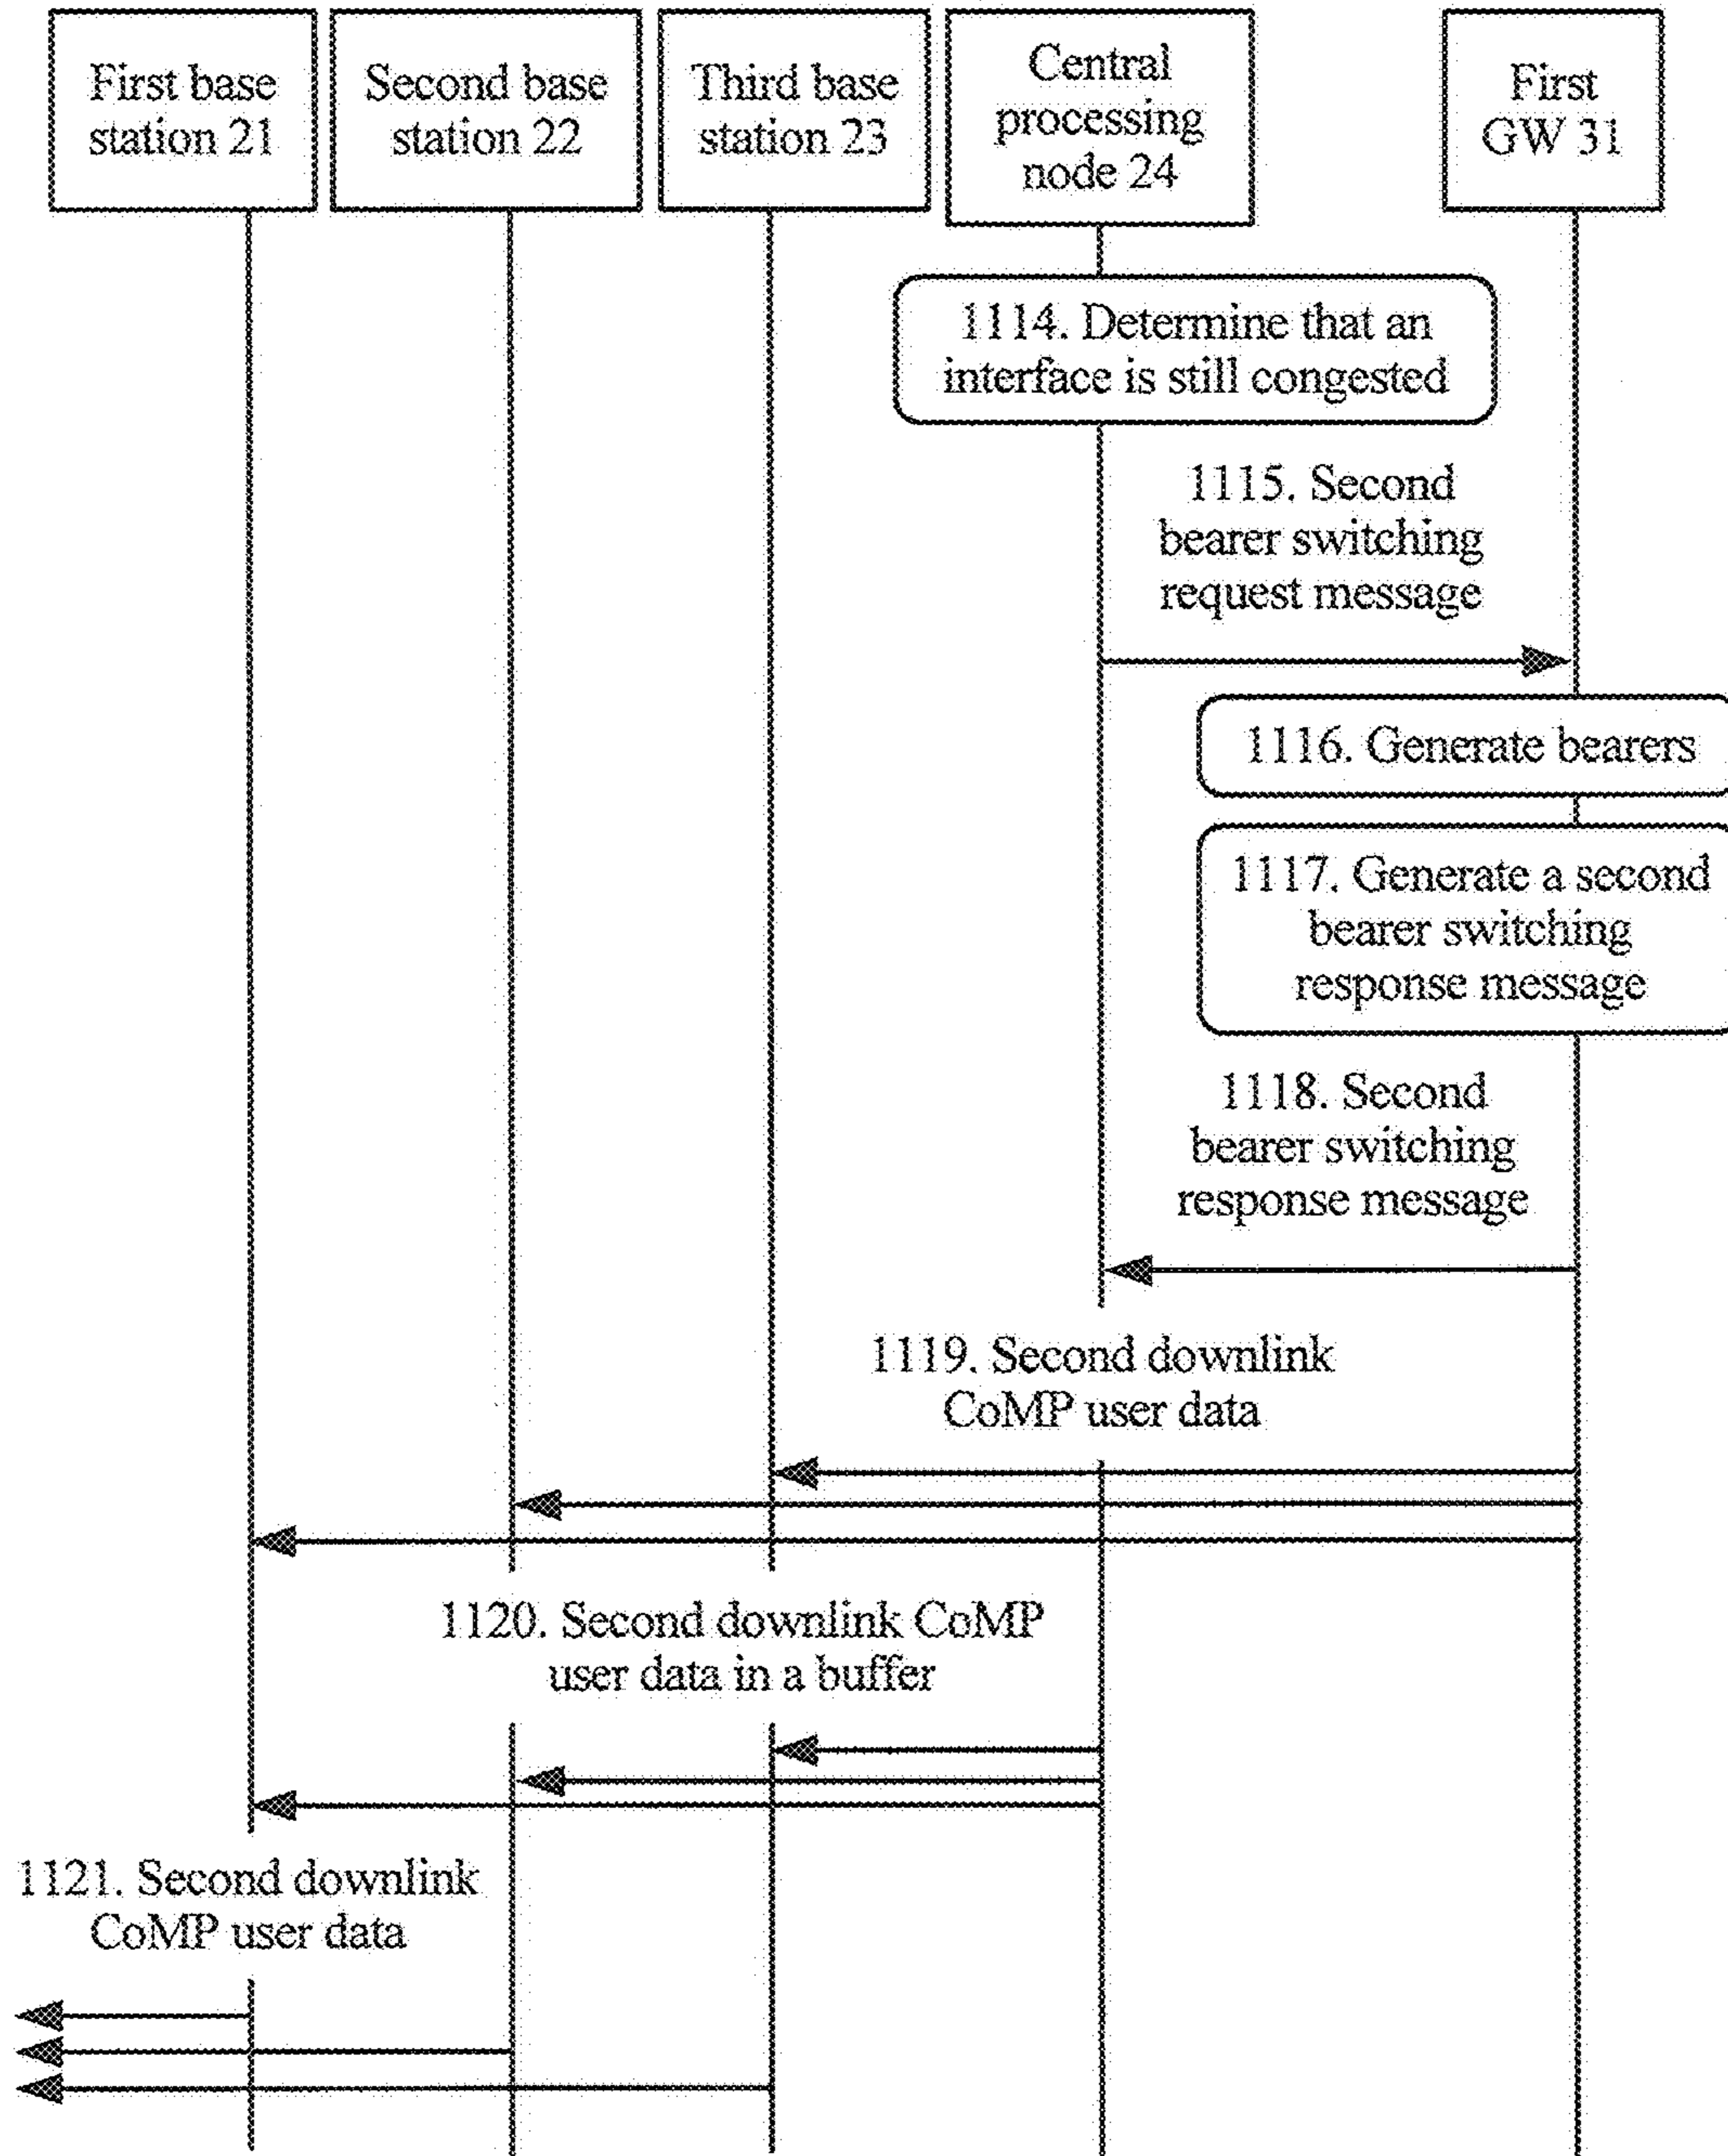 First base
station 21
Second base
station 22
Third base
station 23
Central
processing
node 24
First
GW 31
1114. Determine that an
interface is still congested
1115. Second
bearer switching
request message
1116. Generate bearers
1117. Generate a second
bearer switching
response message
1118. Second
bearer switching
response message
1119. Second downlink
CoMP user data
1120. Second downlink CoMP
user data in a buffer
1121. Second downlink
CoMP user data